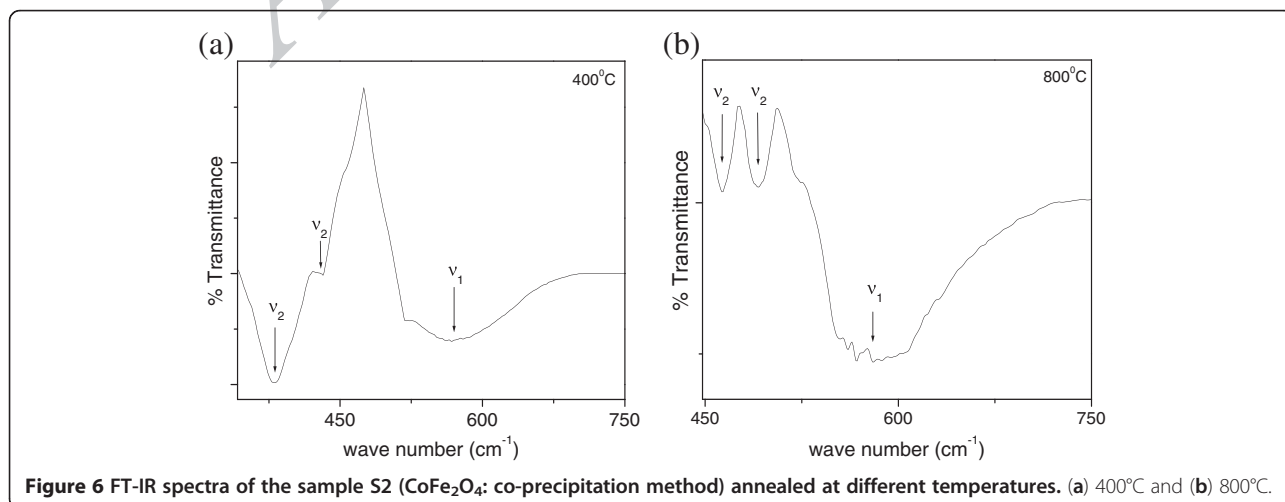 (a)
400⁰C
ν₂
ν₂
ν₁
% Transmittance
450 600 750
wave number (cm⁻¹)
(b)
800⁰C
ν₂ ν₂
ν₁
% Transmittance
450 600 750
wave number (cm⁻¹)
Figure 6 FT-IR spectra of the sample S2 (CoFe₂O₄: co-precipitation method) annealed at different temperatures. (a) 400°C and (b) 800°C.